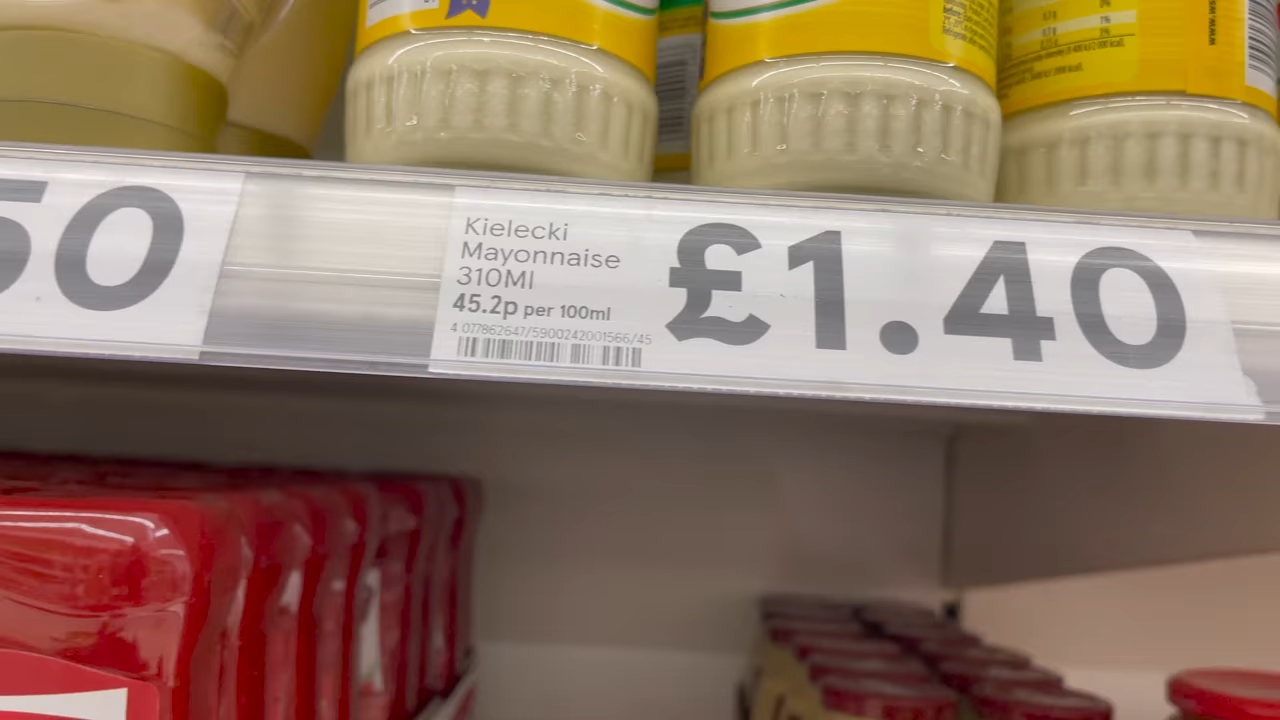 50
Kielecki
Mayonnaise
310Ml
45.2p per 100ml
4 077862647/5900242001566/45
£1.40